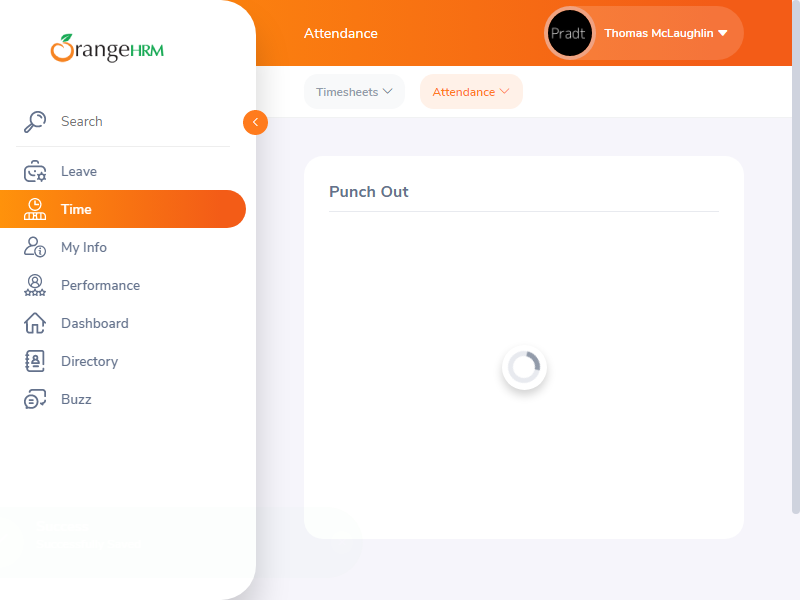 OrangeHRM
Attendance
Pradt
Thomas McLaughlin
Timesheets
Attendance
Search
Leave
Time
My Info
Performance
Dashboard
Directory
Buzz
Punch Out